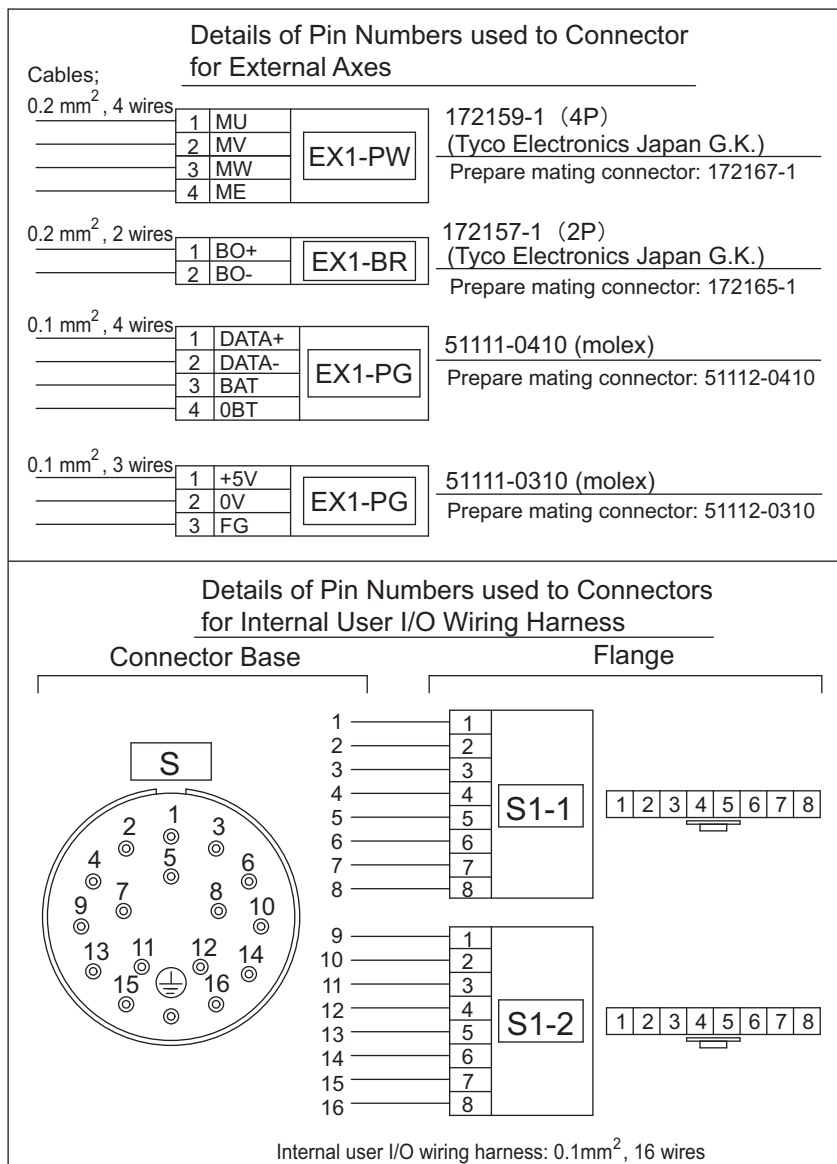 Details of Pin Numbers used to Connector
for External Axes
Cables;
0.2 mm², 4 wires
1 MU
2 MV
3 MW
4 ME
EX1-PW
172159-1 (4P)
(Tyco Electronics Japan G.K.)
Prepare mating connector: 172167-1
0.2 mm², 2 wires
1 BO+
2 BO-
EX1-BR
172157-1 (2P)
(Tyco Electronics Japan G.K.)
Prepare mating connector: 172165-1
0.1 mm², 4 wires
1 DATA+
2 DATA-
3 BAT
4 0BT
EX1-PG
51111-0410 (molex)
Prepare mating connector: 51112-0410
0.1 mm², 3 wires
1 +5V
2 0V
3 FG
EX1-PG
51111-0310 (molex)
Prepare mating connector: 51112-0310
Details of Pin Numbers used to Connectors
for Internal User I/O Wiring Harness
Connector Base
Flange
S
1
2 3
4 5 6
7 8
9 10
13 11 12 14
15 16
1 1
2 2
3 3
4 4
5 5
6 6
7 7
8 8
S1-1
1 2 3 4 5 6 7 8
9 1
10 2
11 3
12 4
13 5
14 6
15 7
16 8
S1-2
1 2 3 4 5 6 7 8
Internal user I/O wiring harness: 0.1mm², 16 wires